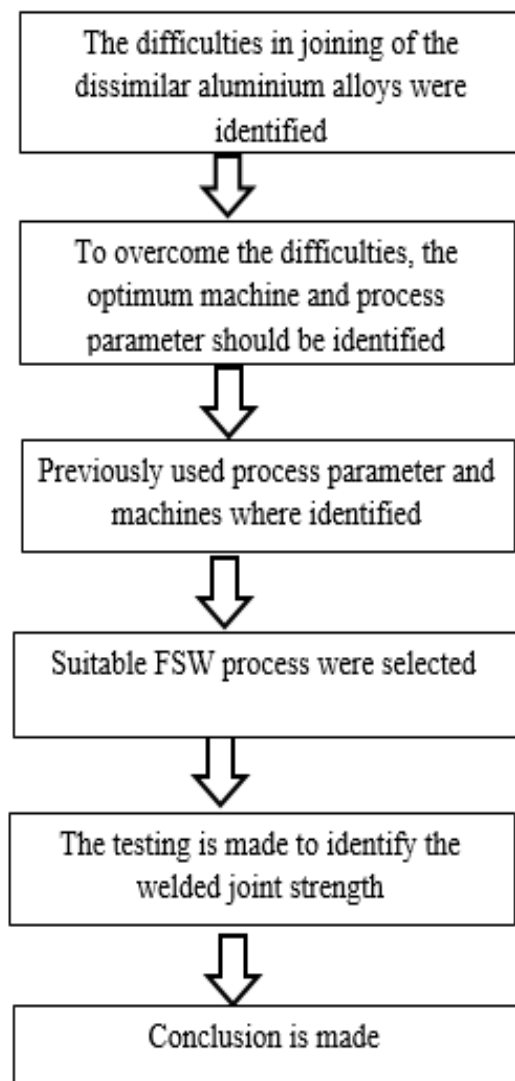 The difficulties in joining of the
dissimilar aluminium alloys were
identified
To overcome the difficulties, the
optimum machine and process
parameter should be identified
Previously used process parameter and
machines where identified
Suitable FSW process were selected
The testing is made to identify the
welded joint strength
Conclusion is made